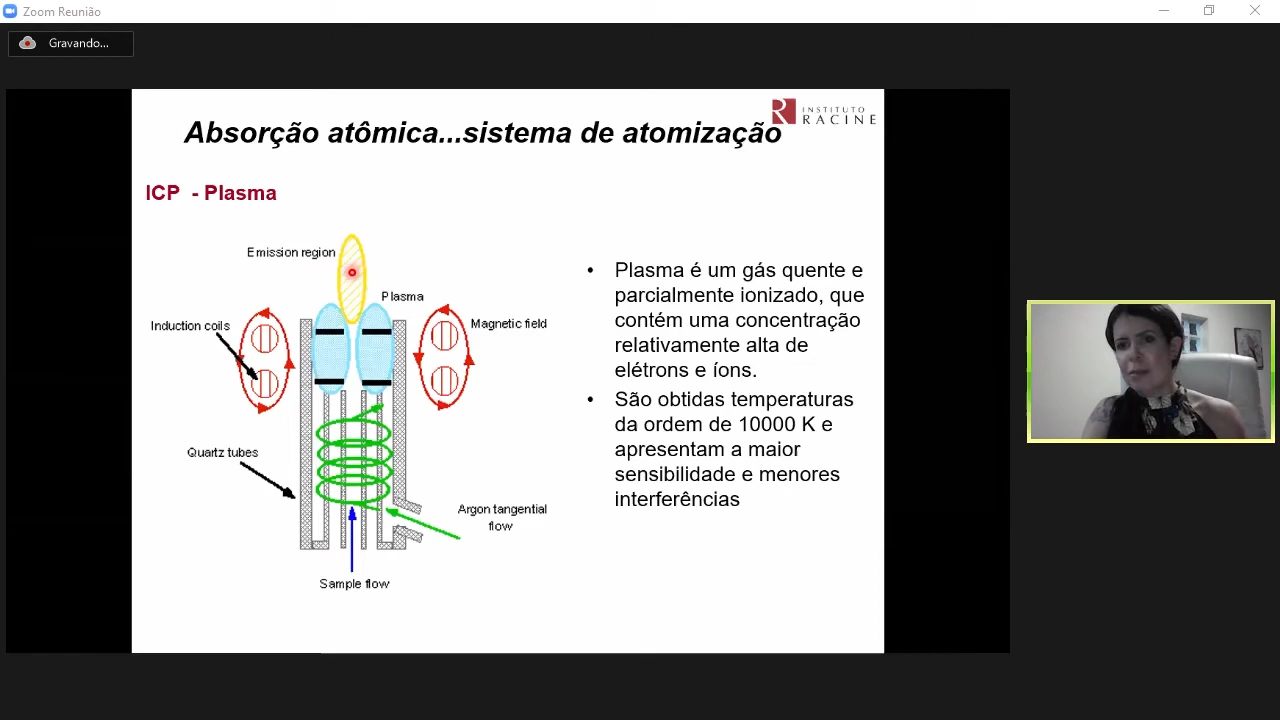 Zoom Reunião
Gravando...
INSTITUTO
RACINE
Absorção atômica...sistema de atomização
ICP - Plasma
Emission region
Plasma
Induction coils
Magnetic field
Quartz tubes
Argon tangential
flow
Sample flow
• Plasma é um gás quente e
parcialmente ionizado, que
contém uma concentração
relativamente alta de
elétrons e íons.
• São obtidas temperaturas
da ordem de 10000 K e
apresentam a maior
sensibilidade e menores
interferências